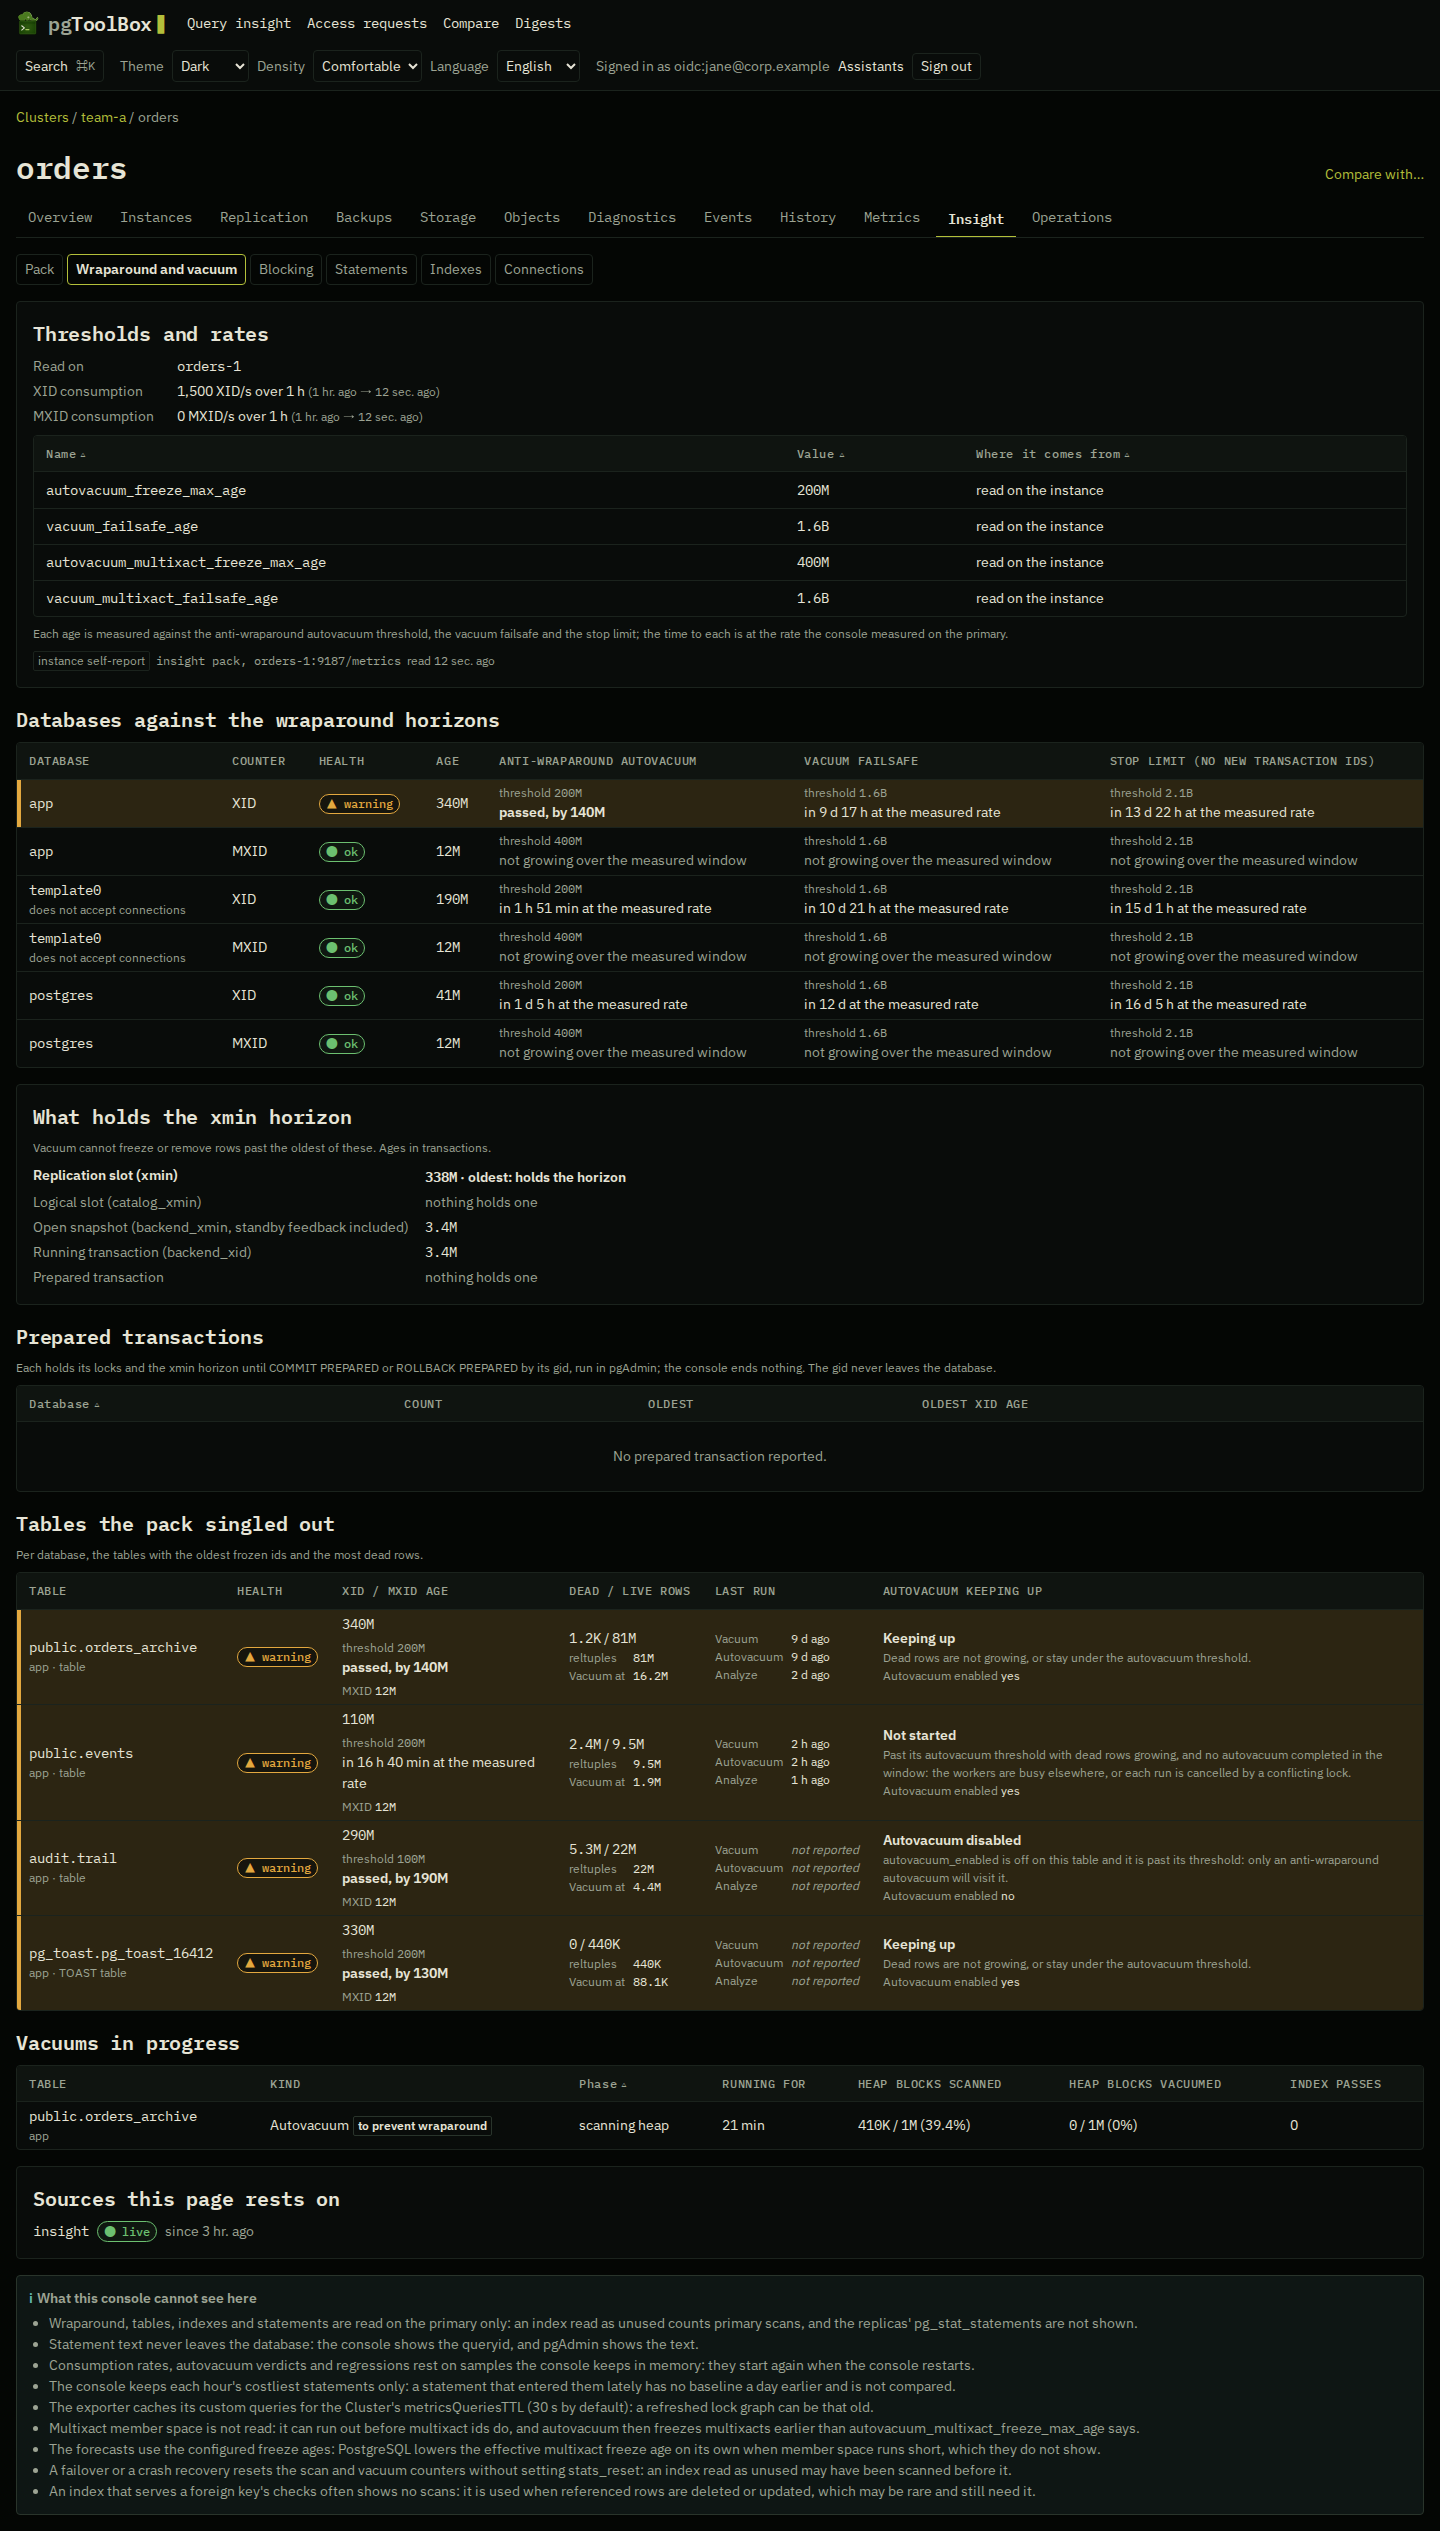 pgToolBox Query insight Access requests Compare Digests
Search ⌘K Theme Dark Density Comfortable Language English Signed in as oidc:jane@corp.example Assistants Sign out
Clusters / team-a / orders
orders
Compare with...
Overview Instances Replication Backups Storage Objects Diagnostics Events History Metrics Insight Operations
Pack Wraparound and vacuum Blocking Statements Indexes Connections
Thresholds and rates
Read on orders-1
XID consumption 1,500 XID/s over 1 h (1 hr. ago → 12 sec. ago)
MXID consumption 0 MXID/s over 1 h (1 hr. ago → 12 sec. ago)
Name Value Where it comes from
autovacuum_freeze_max_age 200M read on the instance
vacuum_failsafe_age 1.6B read on the instance
autovacuum_multixact_freeze_max_age 400M read on the instance
vacuum_multixact_failsafe_age 1.6B read on the instance
Each age is measured against the anti-wraparound autovacuum threshold, the vacuum failsafe and the stop limit; the time to each is at the rate the console measured on the primary.
instance self-report insight pack, orders-1:9187/metrics read 12 sec. ago
Databases against the wraparound horizons
DATABASE COUNTER HEALTH AGE ANTI-WRAPAROUND AUTOVACUUM VACUUM FAILSAFE STOP LIMIT (NO NEW TRANSACTION IDS)
threshold 200M threshold 1.6B threshold 2.1B
app XID warning 340M passed, by 140M in 9 d 17 h at the measured rate in 13 d 22 h at the measured rate
threshold 400M threshold 1.6B threshold 2.1B
app MXID ok 12M not growing over the measured window not growing over the measured window not growing over the measured window
template0 threshold 200M threshold 1.6B threshold 2.1B
does not accept connections XID ok 190M in 1 h 51 min at the measured rate in 10 d 21 h at the measured rate in 15 d 1 h at the measured rate
template0 threshold 400M threshold 1.6B threshold 2.1B
does not accept connections MXID ok 12M not growing over the measured window not growing over the measured window not growing over the measured window
threshold 200M threshold 1.6B threshold 2.1B
postgres XID ok 41M in 1 d 5 h at the measured rate in 12 d at the measured rate in 16 d 5 h at the measured rate
threshold 400M threshold 1.6B threshold 2.1B
postgres MXID ok 12M not growing over the measured window not growing over the measured window not growing over the measured window
What holds the xmin horizon
Vacuum cannot freeze or remove rows past the oldest of these. Ages in transactions.
Replication slot (xmin) 338M · oldest: holds the horizon
Logical slot (catalog_xmin) nothing holds one
Open snapshot (backend_xmin, standby feedback included) 3.4M
Running transaction (backend_xid) 3.4M
Prepared transaction nothing holds one
Prepared transactions
Each holds its locks and the xmin horizon until COMMIT PREPARED or ROLLBACK PREPARED by its gid, run in pgAdmin; the console ends nothing. The gid never leaves the database.
Database COUNT OLDEST OLDEST XID AGE
No prepared transaction reported.
Tables the pack singled out
Per database, the tables with the oldest frozen ids and the most dead rows.
TABLE HEALTH XID / MXID AGE DEAD / LIVE ROWS LAST RUN AUTOVACUUM KEEPING UP
public.orders_archive
app · table
warning
340M
threshold 200M
passed, by 140M
MXID 12M
1.2K / 81M
reltuples 81M
Vacuum at 16.2M
Vacuum 9 d ago
Autovacuum 9 d ago
Analyze 2 d ago
Keeping up
Dead rows are not growing, or stay under the autovacuum threshold.
Autovacuum enabled yes
public.events
app · table
warning
110M
threshold 200M
in 16 h 40 min at the measured
rate
MXID 12M
2.4M / 9.5M
reltuples 9.5M
Vacuum at 1.9M
Vacuum 2 h ago
Autovacuum 2 h ago
Analyze 1 h ago
Not started
Past its autovacuum threshold with dead rows growing, and no autovacuum completed in the
window: the workers are busy elsewhere, or each run is cancelled by a conflicting lock.
Autovacuum enabled yes
audit.trail
app · table
warning
290M
threshold 100M
passed, by 190M
MXID 12M
5.3M / 22M
reltuples 22M
Vacuum at 4.4M
Vacuum not reported
Autovacuum not reported
Analyze not reported
Autovacuum disabled
autovacuum_enabled is off on this table and it is past its threshold: only an anti-wraparound
autovacuum will visit it.
Autovacuum enabled no
pg_toast.pg_toast_16412
app · TOAST table
warning
330M
threshold 200M
passed, by 130M
MXID 12M
0 / 440K
reltuples 440K
Vacuum at 88.1K
Vacuum not reported
Autovacuum not reported
Analyze not reported
Keeping up
Dead rows are not growing, or stay under the autovacuum threshold.
Autovacuum enabled yes
Vacuums in progress
TABLE KIND Phase RUNNING FOR HEAP BLOCKS SCANNED HEAP BLOCKS VACUUMED INDEX PASSES
public.orders_archive
app
Autovacuum to prevent wraparound scanning heap 21 min 410K / 1M (39.4%) 0 / 1M (0%) 0
Sources this page rests on
insight live since 3 hr. ago
i What this console cannot see here
• Wraparound, tables, indexes and statements are read on the primary only: an index read as unused counts primary scans, and the replicas' pg_stat_statements are not shown.
• Statement text never leaves the database: the console shows the queryid, and pgAdmin shows the text.
• Consumption rates, autovacuum verdicts and regressions rest on samples the console keeps in memory: they start again when the console restarts.
• The console keeps each hour's costliest statements only: a statement that entered them lately has no baseline a day earlier and is not compared.
• The exporter caches its custom queries for the Cluster's metricsQueriesTTL (30 s by default): a refreshed lock graph can be that old.
• Multixact member space is not read: it can run out before multixact ids do, and autovacuum then freezes multixacts earlier than autovacuum_multixact_freeze_max_age says.
• The forecasts use the configured freeze ages: PostgreSQL lowers the effective multixact freeze age on its own when member space runs short, which they do not show.
• A failover or a crash recovery resets the scan and vacuum counters without setting stats_reset: an index read as unused may have been scanned before it.
• An index that serves a foreign key's checks often shows no scans: it is used when referenced rows are deleted or updated, which may be rare and still need it.